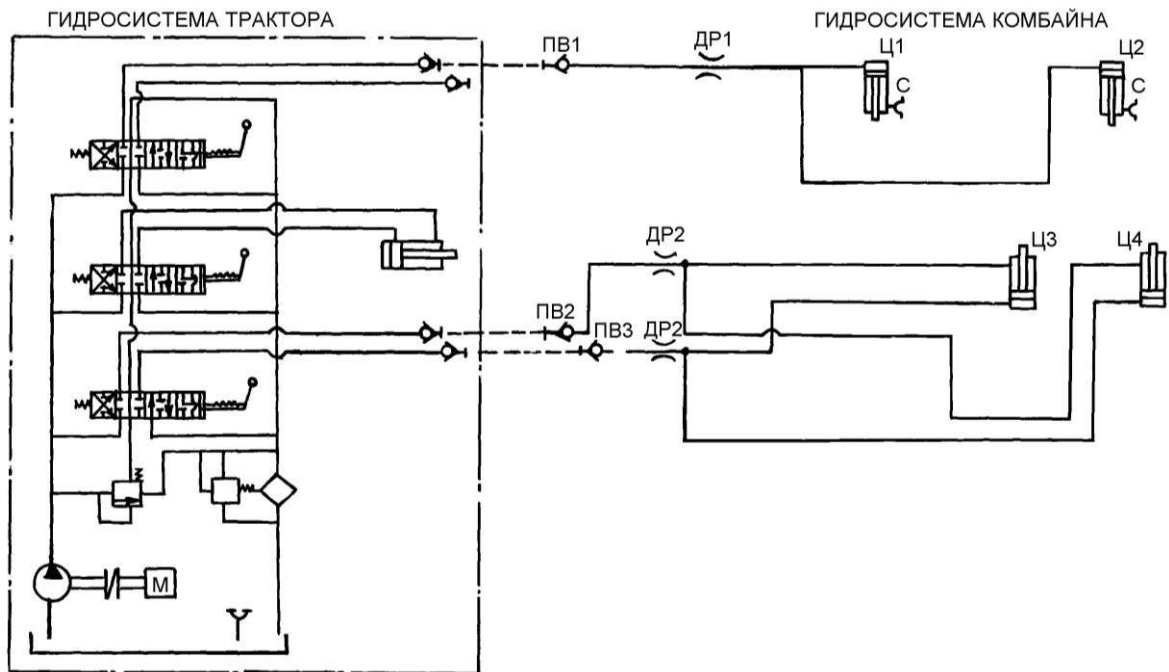 ГИДРОСИСТЕМА ТРАКТОРА
ГИДРОСИСТЕМА КОМБАЙНА
ПВ1
ДР1
Ц1
С
Ц2
С
ДР2
Ц3
Ц4
ПВ2
ПВ3
ДР2
М